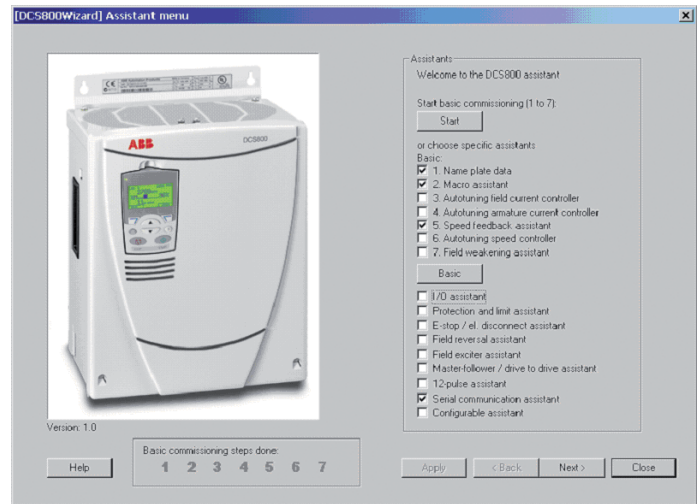 [DCS800Wizard] Assistant menu
ABB
DCS800
Version: 1.0
Help
Basic commissioning steps done:
1 2 3 4 5 6 7
Assistants
Welcome to the DCS800 assistant
Start basic commissioning (1 to 7):
Start
or choose specific assistants
Basic:
1. Name plate data
2. Macro assistant
3. Autotuning field current controller
4. Autotuning armature current controller
5. Speed feedback assistant
6. Autotuning speed controller
7. Field weakening assistant
Basic
I/O assistant
Protection and limit assistant
E-stop / el. disconnect assistant
Field reversal assistant
Field exciter assistant
Master-follower / drive to drive assistant
12-pulse assistant
Serial communication assistant
Configurable assistant
Apply
< Back
Next >
Close